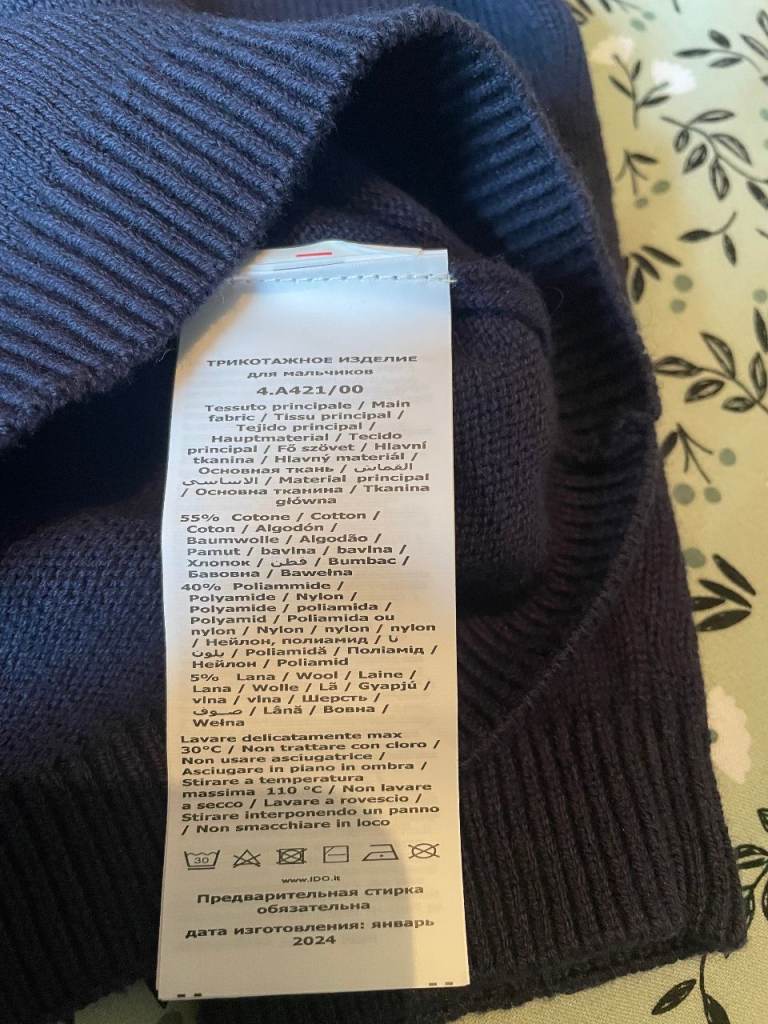 ТРИКОТАЖНОЕ ИЗДЕЛИЕ
для мальчиков
4.A421/00
Tessuto principale / Main
fabric / Tissu principal /
Tejido principal /
Hauptmaterial / Tecido
principal / Fő szövet / Hlavní
tkanina / Hlavný materiál /
Основная ткань / القماش
الاساسي / Material principal
/ Основна тканина / Tkanina
główna
55% Cotone / Cotton /
Coton / Algodón /
Baumwolle / Algodão /
Pamut / bavlna / bavlna /
Хлопок / قطن / Bumbac /
Бавовна / Bawełna
40% Poliammide /
Polyamide / Nylon /
Polyamide / poliamida /
Polyamid / Poliamida ou
nylon / Nylon / nylon / nylon
/ Нейлон, полиамид / نا
يلون / Poliamidă / Поліамід /
Нейлон / Poliamid
5% Lana / Wool / Laine /
Lana / Wolle / Lã / Gyapjú /
vlna / vlna / Шерсть /
صوف / Lână / Вовна /
Wełna
Lavare delicatamente max
30°C / Non trattare con cloro /
Non usare asciugatrice /
Asciugare in piano in ombra /
Stirare a temperatura
massima 110 °C / Non lavare
a secco / Lavare a rovescio /
Stirare interponendo un panno
/ Non smacchiare in loco
30
www.IDO.it
Предварительная стирка
обязательна
дата изготовления: январь
2024